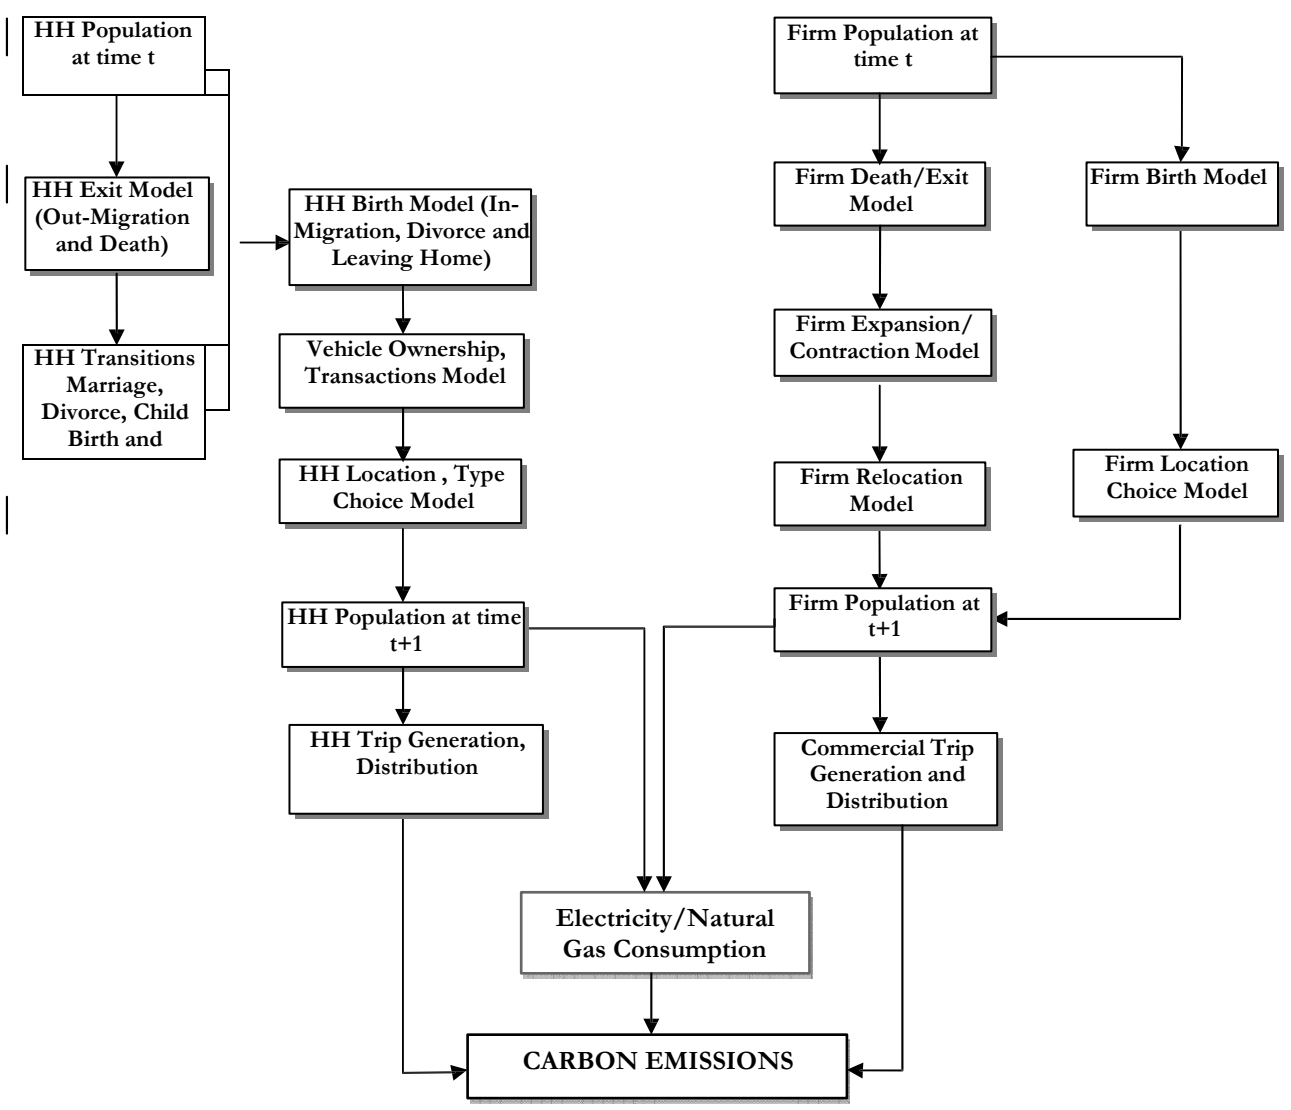 HH Population
at time t
HH Exit Model
(Out-Migration
and Death)
HH Transitions
Marriage,
Divorce, Child
Birth and
HH Birth Model (In-
Migration, Divorce and
Leaving Home)
Vehicle Ownership,
Transactions Model
HH Location , Type
Choice Model
HH Population at time
t+1
HH Trip Generation,
Distribution
Firm Population at
time t
Firm Death/Exit
Model
Firm Expansion/
Contraction Model
Firm Relocation
Model
Firm Population at
t+1
Commercial Trip
Generation and
Distribution
Firm Birth Model
Firm Location
Choice Model
Electricity/Natural
Gas Consumption
CARBON EMISSIONS